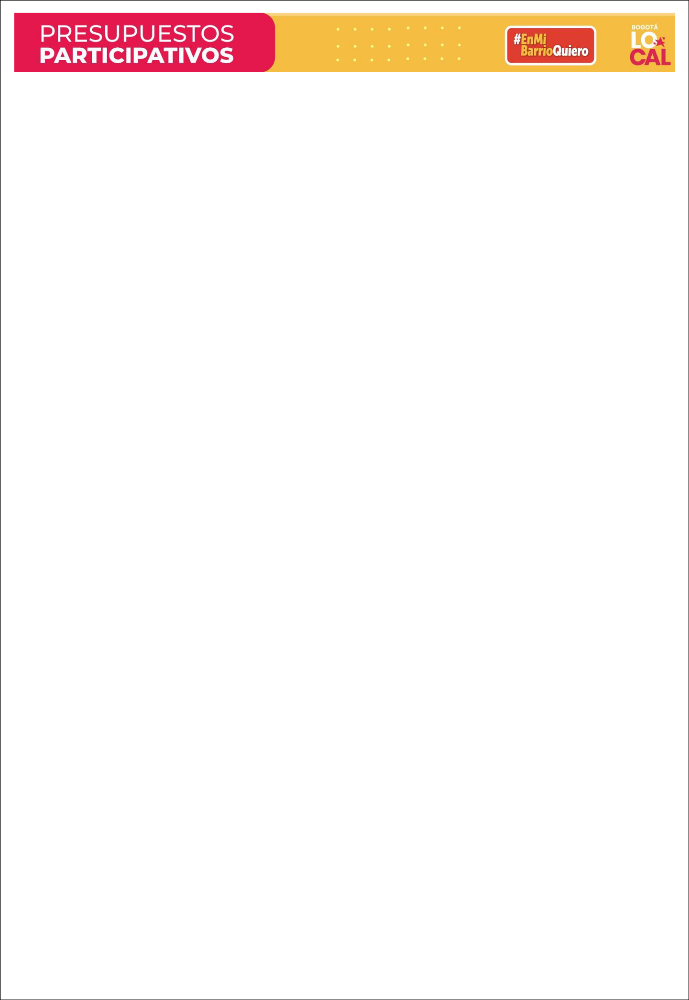 PRESUPUESTOS
PARTICIPATIVOS
#EnMi
BarrioQuiero
BOGOTÁ
LO
CAL